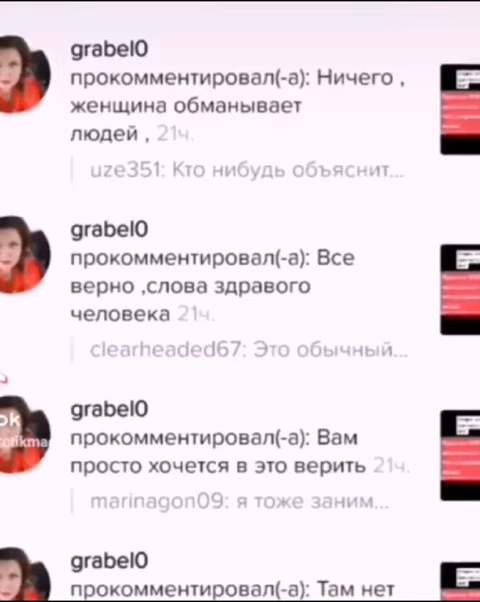 grabel0
прокомментировал(-а): Ничего ,
женщина обманывает
людей , 21ч.
uze351: Кто нибудь объяснит...
grabel0
прокомментировал(-а): Все
верно ,слова здравого
человека 21ч.
clearheaded67: Это обычный...
grabel0
прокомментировал(-а): Вам
просто хочется в это верить 21ч.
marinagon09: я тоже заним...
grabel0
прокомментировал(-а): Там нет